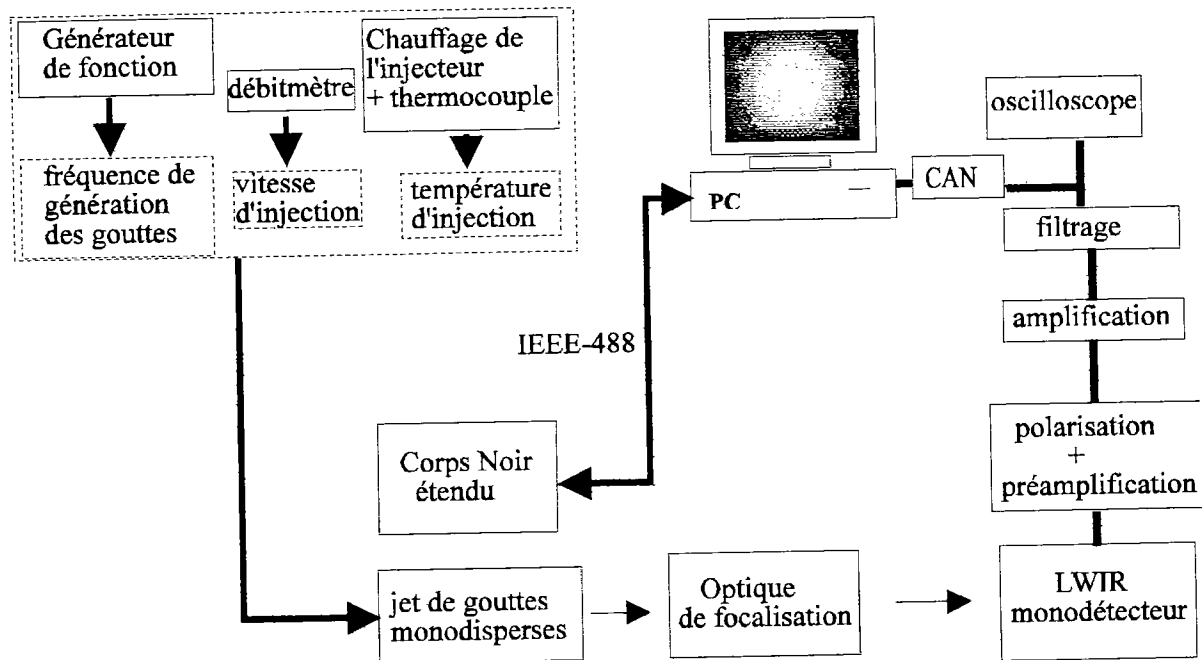 Générateur
de fonction
débitmètre
Chauffage de
l'injecteur
+ thermocouple
fréquence de
génération
des gouttes
vitesse
d'injection
température
d'injection
PC
CAN
oscilloscope
filtrage
amplification
polarisation
+
préamplification
LWIR
monodétecteur
IEEE-488
Corps Noir
étendu
jet de gouttes
monodisperses
Optique
de focalisation